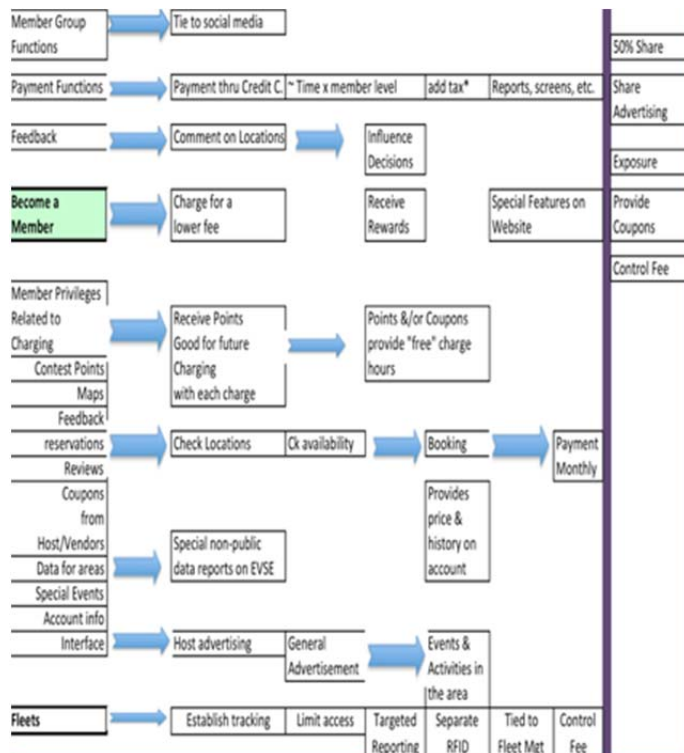 Member Group
Functions
Tie to social media
50% Share
Payment Functions
Payment thru Credit C.
~ Time x member level
add tax*
Reports, screens, etc.
Share
Advertising
Feedback
Comment on Locations
Influence
Decisions
Exposure
Become a
Member
Charge for a
lower fee
Receive
Rewards
Special Features on
Website
Provide
Coupons
Control Fee
Member Privileges
Related to
Charging
Receive Points
Good for future
Charging
with each charge
Points &/or Coupons
provide "free" charge
hours
Contest Points
Maps
Feedback
reservations
Check Locations
Ck availability
Booking
Payment
Monthly
Reviews
Coupons
from
Host/Vendors
Provides
price &
history on
account
Data for areas
Special non-public
data reports on EVSE
Special Events
Account info
Interface
Host advertising
General
Advertisement
Events &
Activities in
the area
Fleets
Establish tracking
Limit access
Targeted
Reporting
Separate
RFID
Tied to
Fleet Mgt
Control
Fee